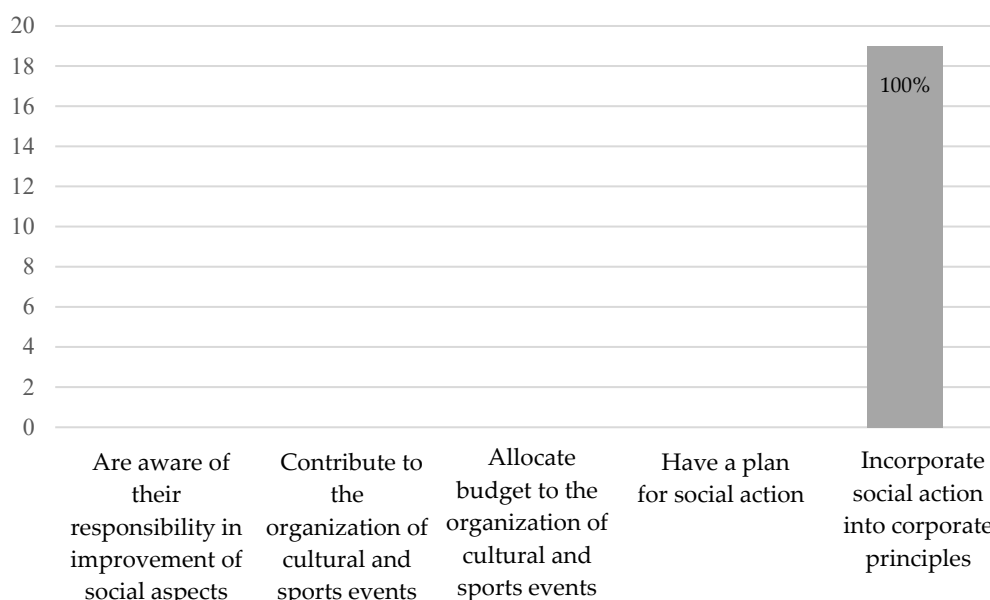 20
18
100%
16
14
12
10
8
6
4
2
0
Are aware of
their
responsibility in
improvement of
social aspects
Contribute to
the
organization of
cultural and
sports events
Allocate
budget to the
organization of
cultural and
sports events
Have a plan
for social action
Incorporate
social action
into corporate
principles